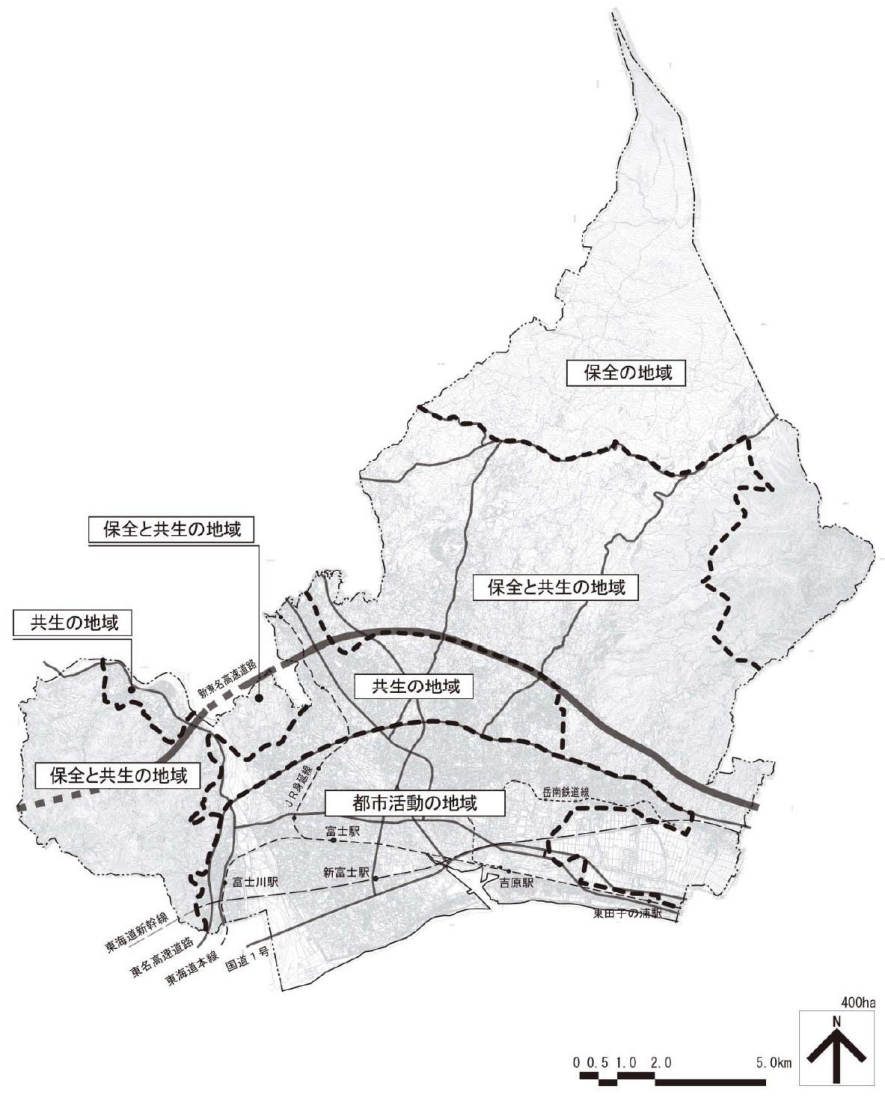 保全の地域
保全と共生の地域
保全と共生の地域
共生の地域
新東名高速道路
共生の地域
保全と共生の地域
JR身延線
都市活動の地域
岳南鉄道線
富士駅
富士川駅
新富士駅
吉原駅
東田子の浦駅
東海道新幹線
東名高速道路
東海道本線
国道1号
400ha
N
0 0.5 1.0 2.0 5.0km